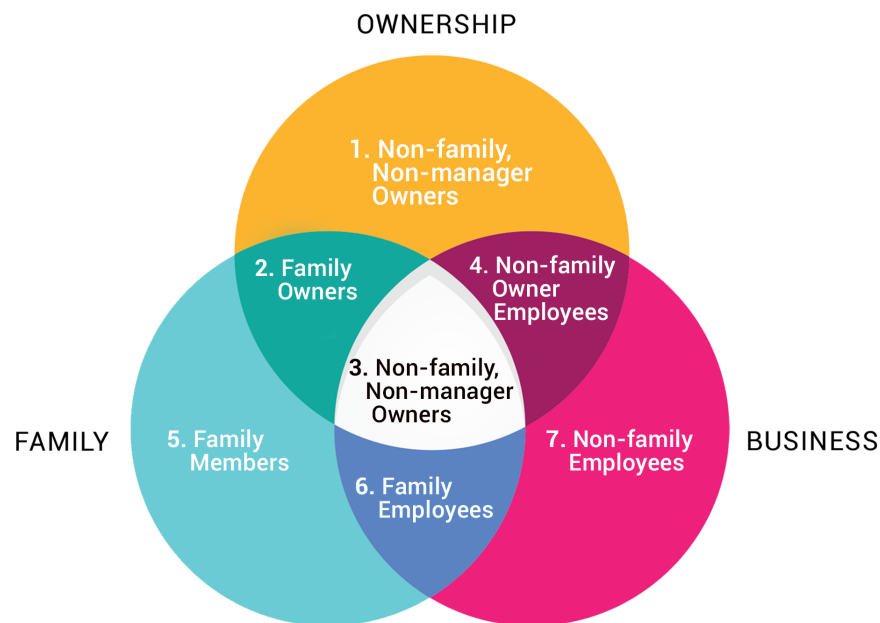 OWNERSHIP
1. Non-family,
Non-manager
Owners
2. Family
Owners
4. Non-family
Owner
Employees
3. Non-family,
Non-manager
Owners
FAMILY
5. Family
Members
7. Non-family
Employees
BUSINESS
6. Family
Employees